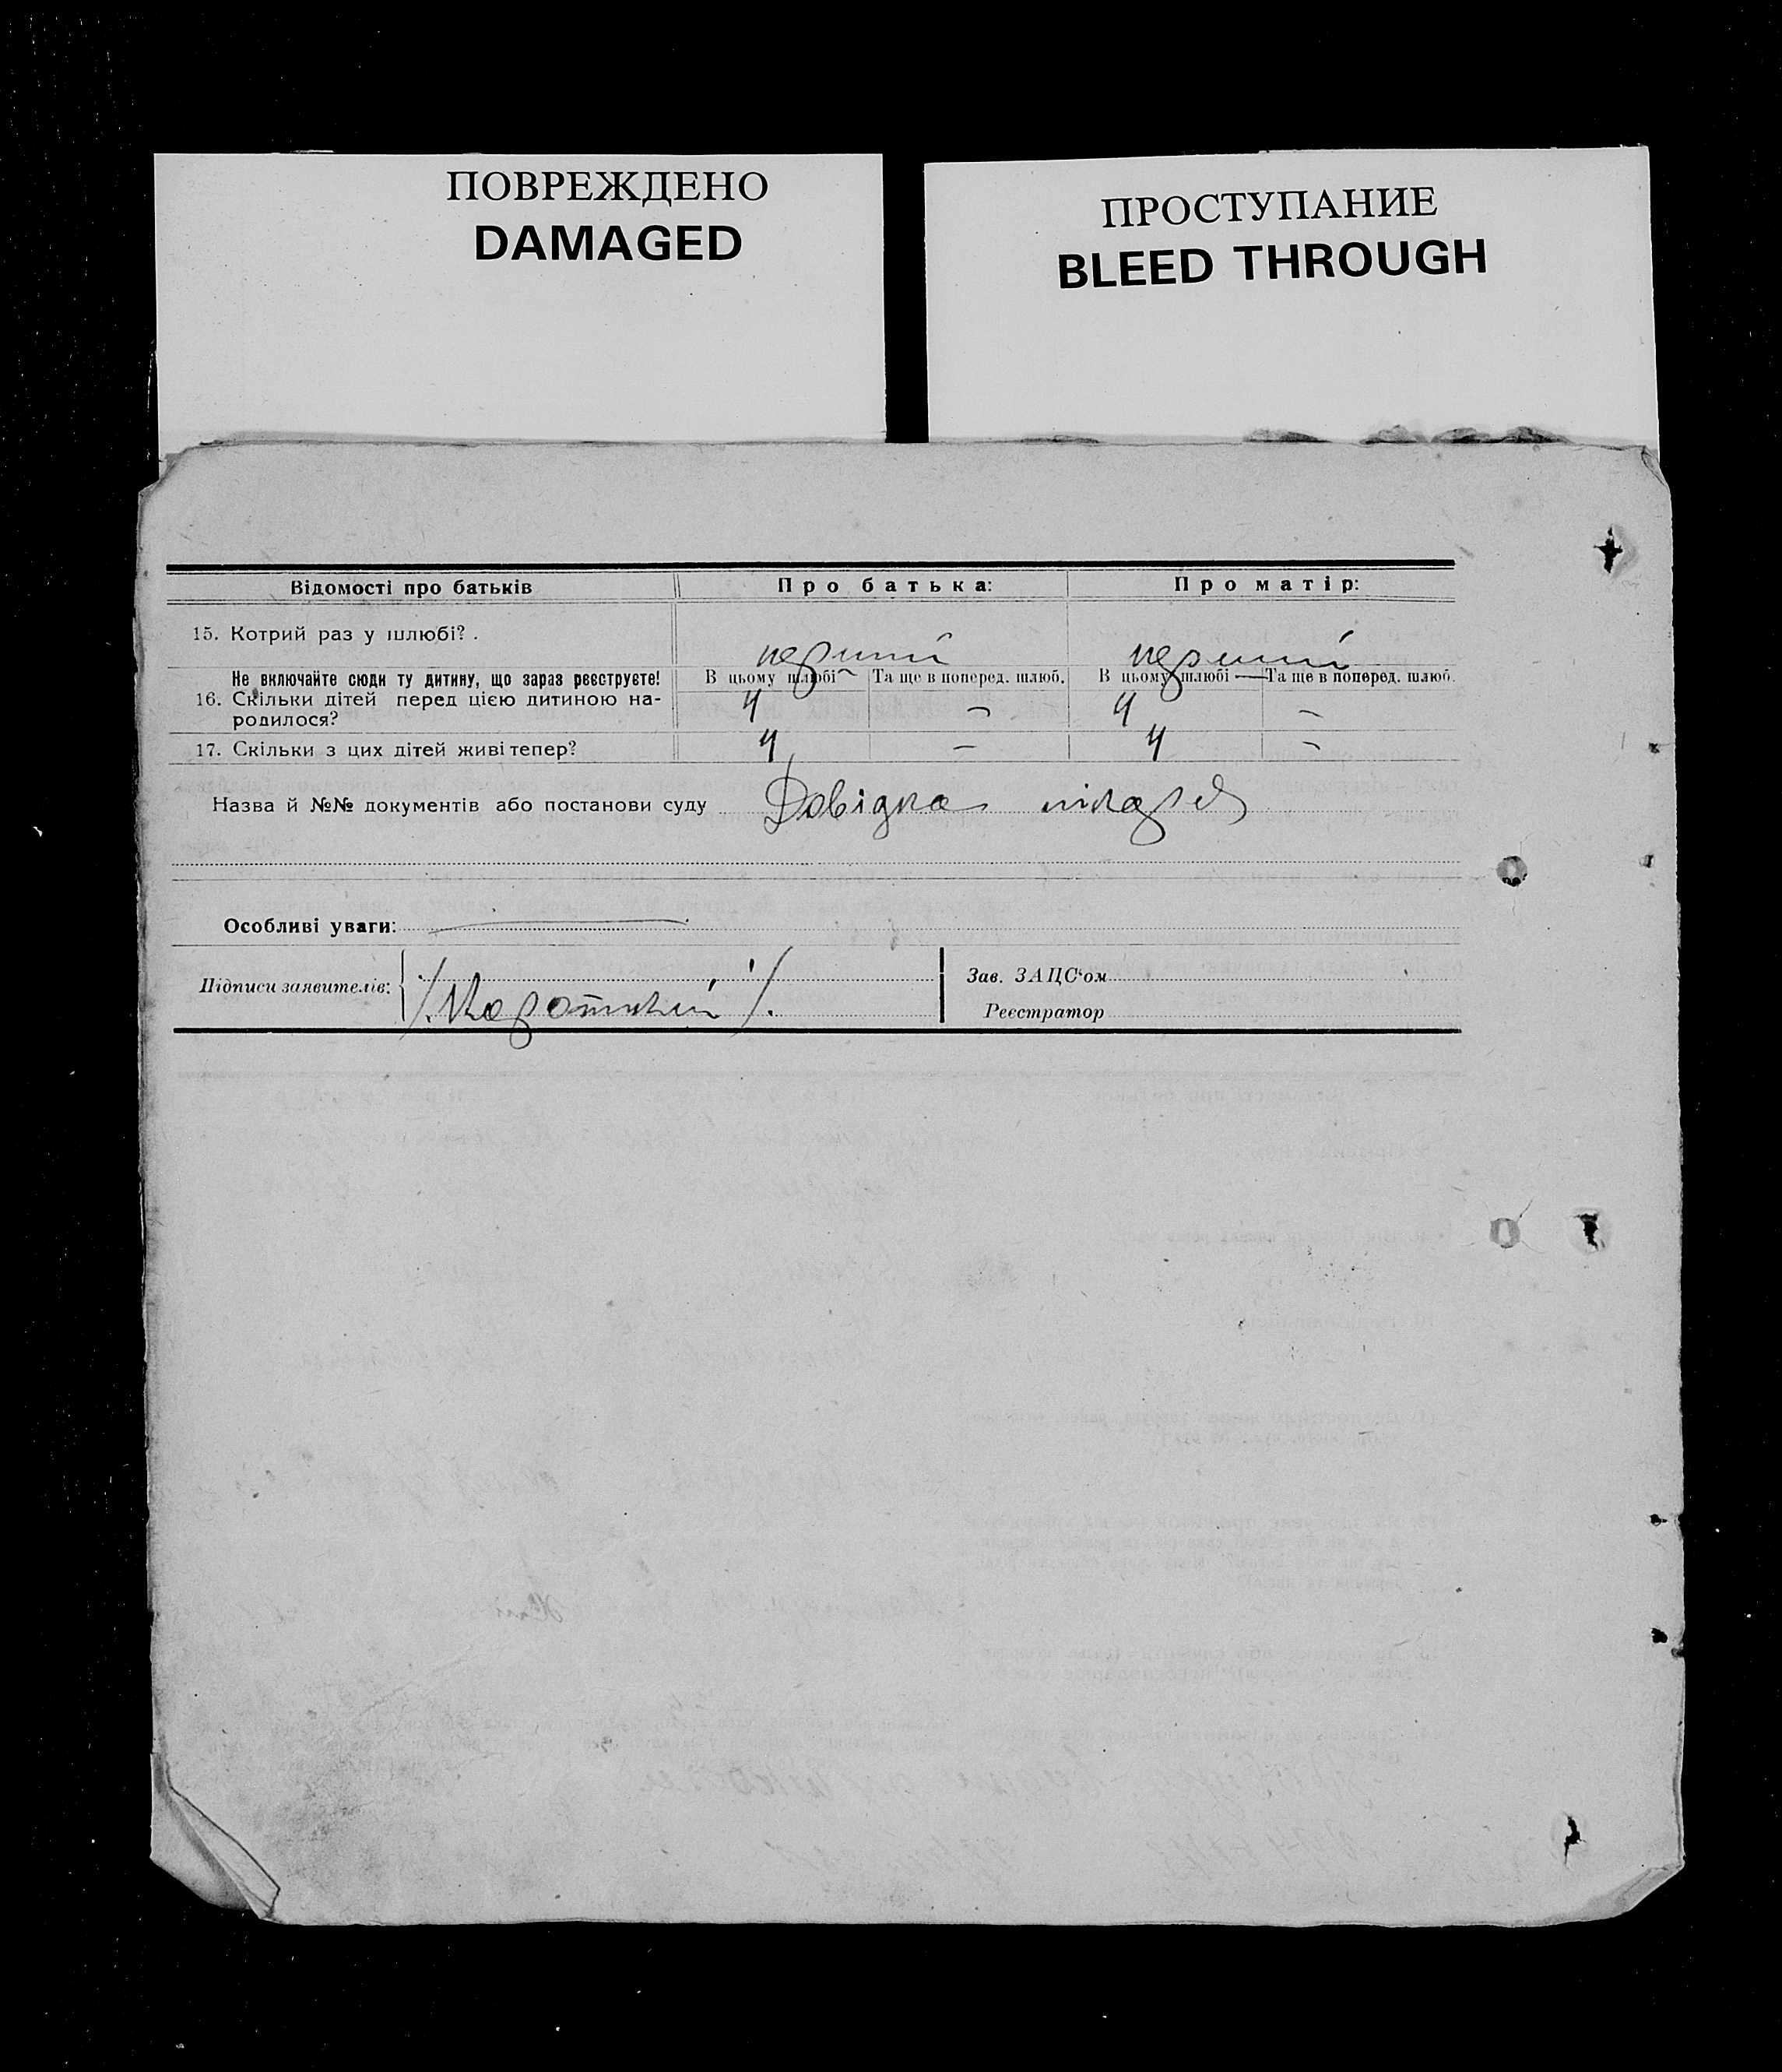 ПОВРЕЖДЕНО
DAMAGED
ПРОСТУПАНИЕ
BLEED THROUGH
Відомості про батьків Про батька: Про матір:
15. Котрий раз у шлюбі? . перший перший
Не включайте сюди ту дитину, що зараз реєструєте! В цьому шлюбі Та ще в поперед. шлюб. В цьому шлюбі Та ще в поперед. шлюб.
16. Скільки дітей перед цією дитиною на- 4 – 4 –
родилося?
17. Скільки з цих дітей живі тепер? 4 – 4 –
Назва й №№ документів або постанови суду Довідка
Особливі уваги:
Підписи заявителів: /Короткий/.
Зав. ЗАЦС‘ом
Реєстратор